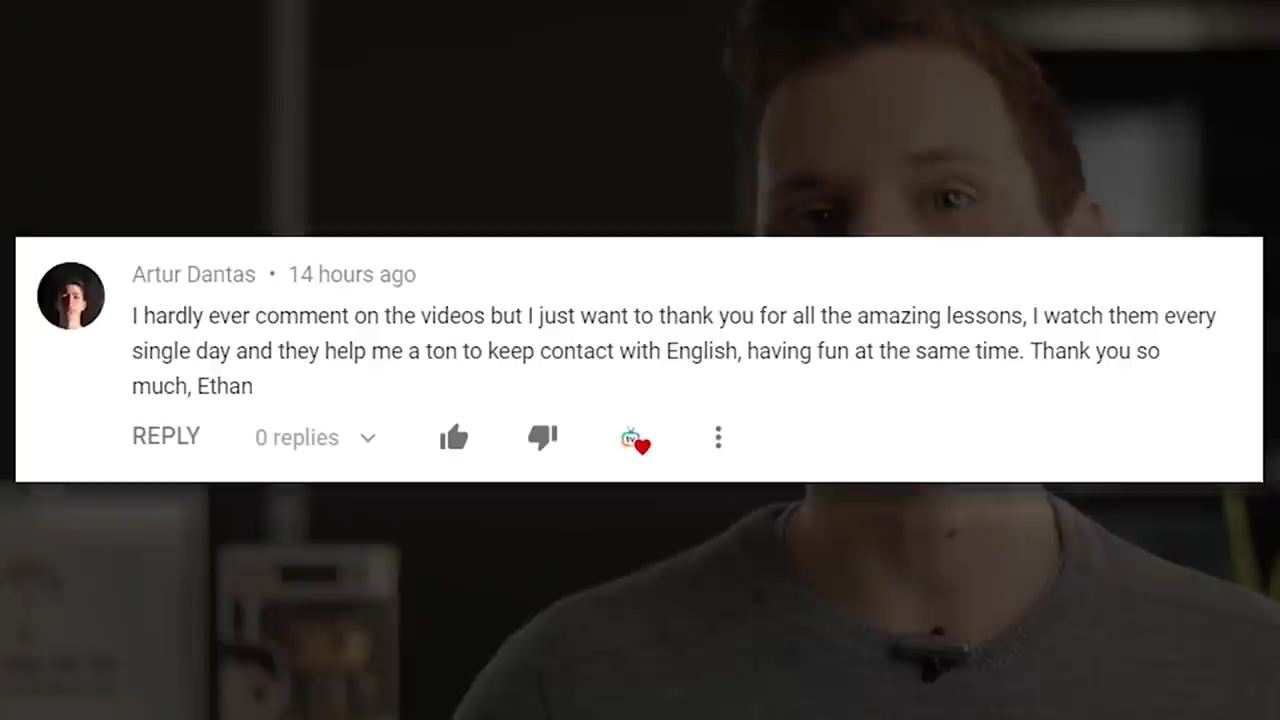 Artur Dantas • 14 hours ago
I hardly ever comment on the videos but I just want to thank you for all the amazing lessons, I watch them every
single day and they help me a ton to keep contact with English, having fun at the same time. Thank you so
much, Ethan
REPLY 0 replies
tv